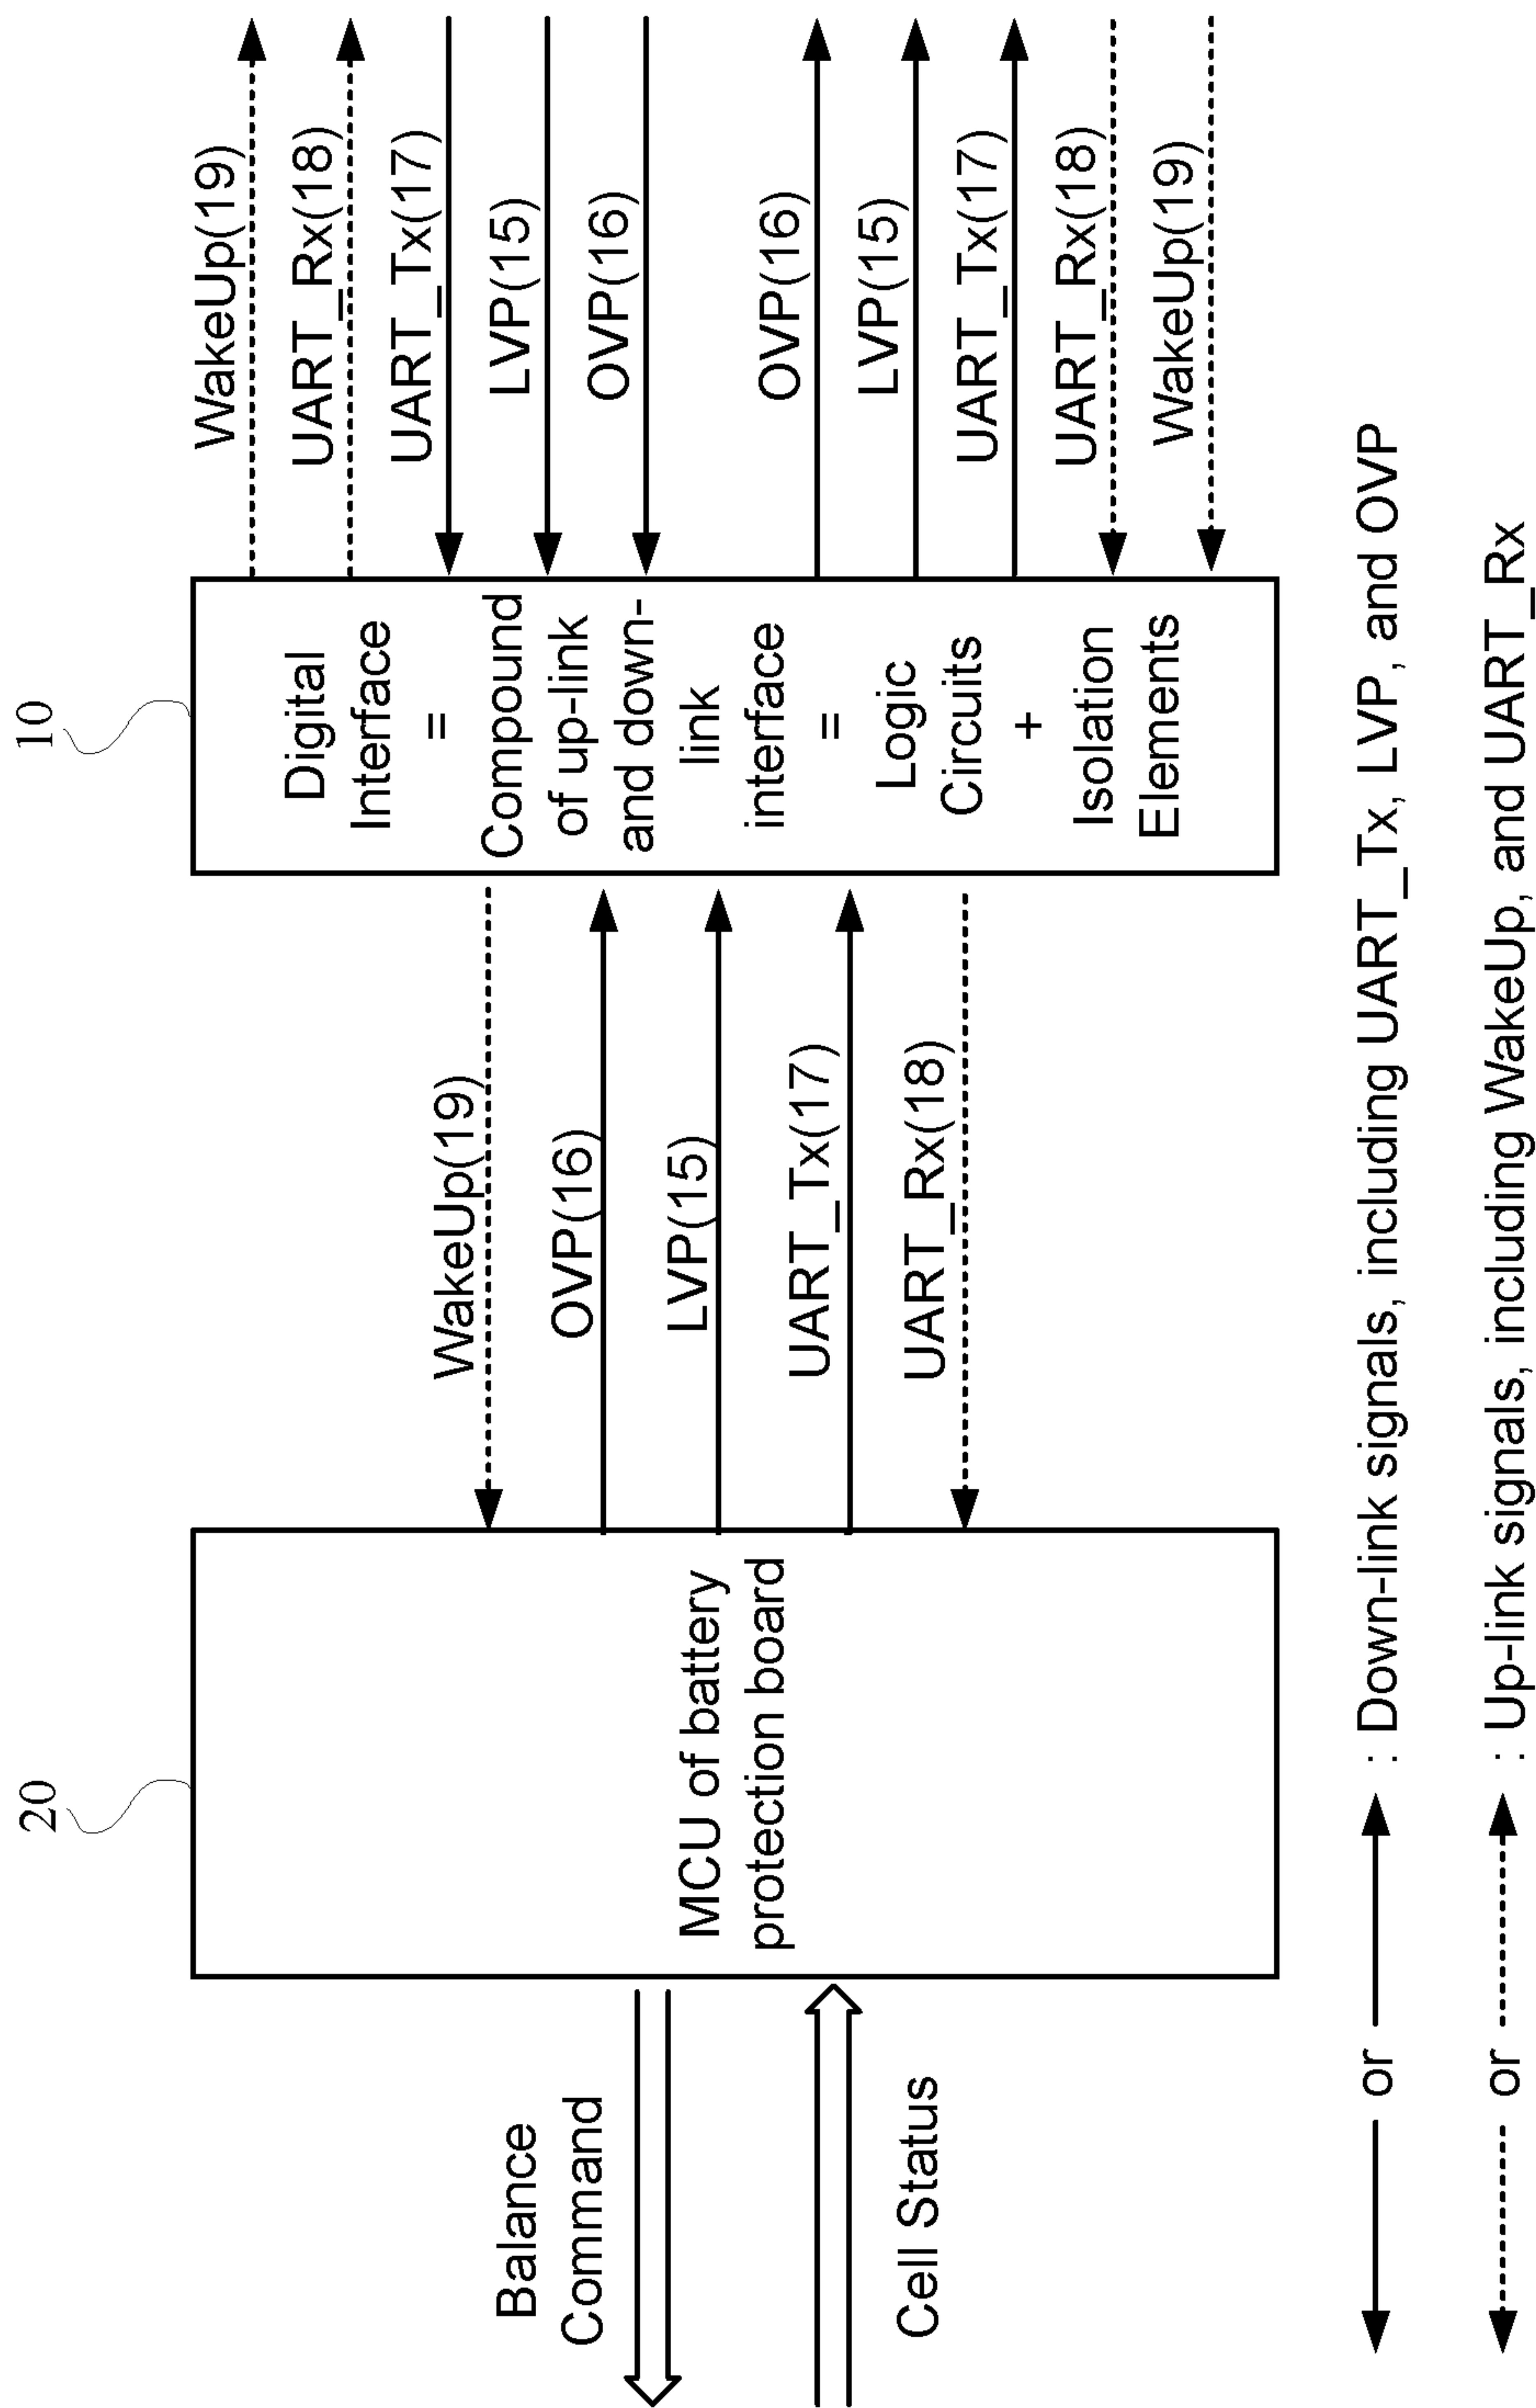 20
10
Balance
Command
Cell Status
MCU of battery
protection board
WakeUp(19)
OVP(16)
LVP(15)
UART_Tx(17)
UART_Rx(18)
Digital
Interface
=
Compound
of up-link
and down-
link
interface
=
Logic
Circuits
+
Isolation
Elements
WakeUp(19)
UART_Rx(18)
UART_Tx(17)
LVP(15)
OVP(16)
OVP(16)
LVP(15)
UART_Tx(17)
UART_Rx(18)
WakeUp(19)
or : Down-link signals, including UART_Tx, LVP, and OVP
or : Up-link signals, including WakeUp, and UART_Rx